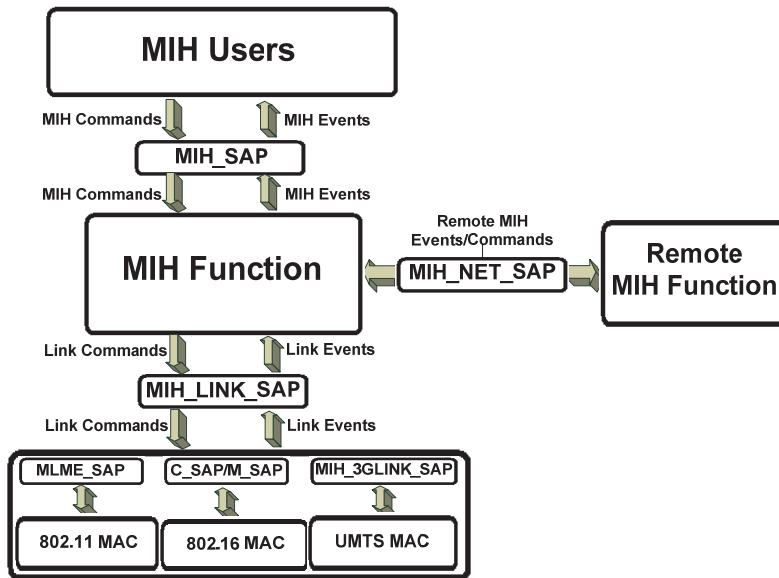 MIH Users
MIH Commands
MIH Events
MIH_SAP
MIH Commands
MIH Events
MIH Function
Remote MIH
Events/Commands
MIH_NET_SAP
Remote
MIH Function
Link Commands
Link Events
MIH_LINK_SAP
Link Commands
Link Events
MLME_SAP
C_SAP/M_SAP
MIH_3GLINK_SAP
802.11 MAC
802.16 MAC
UMTS MAC